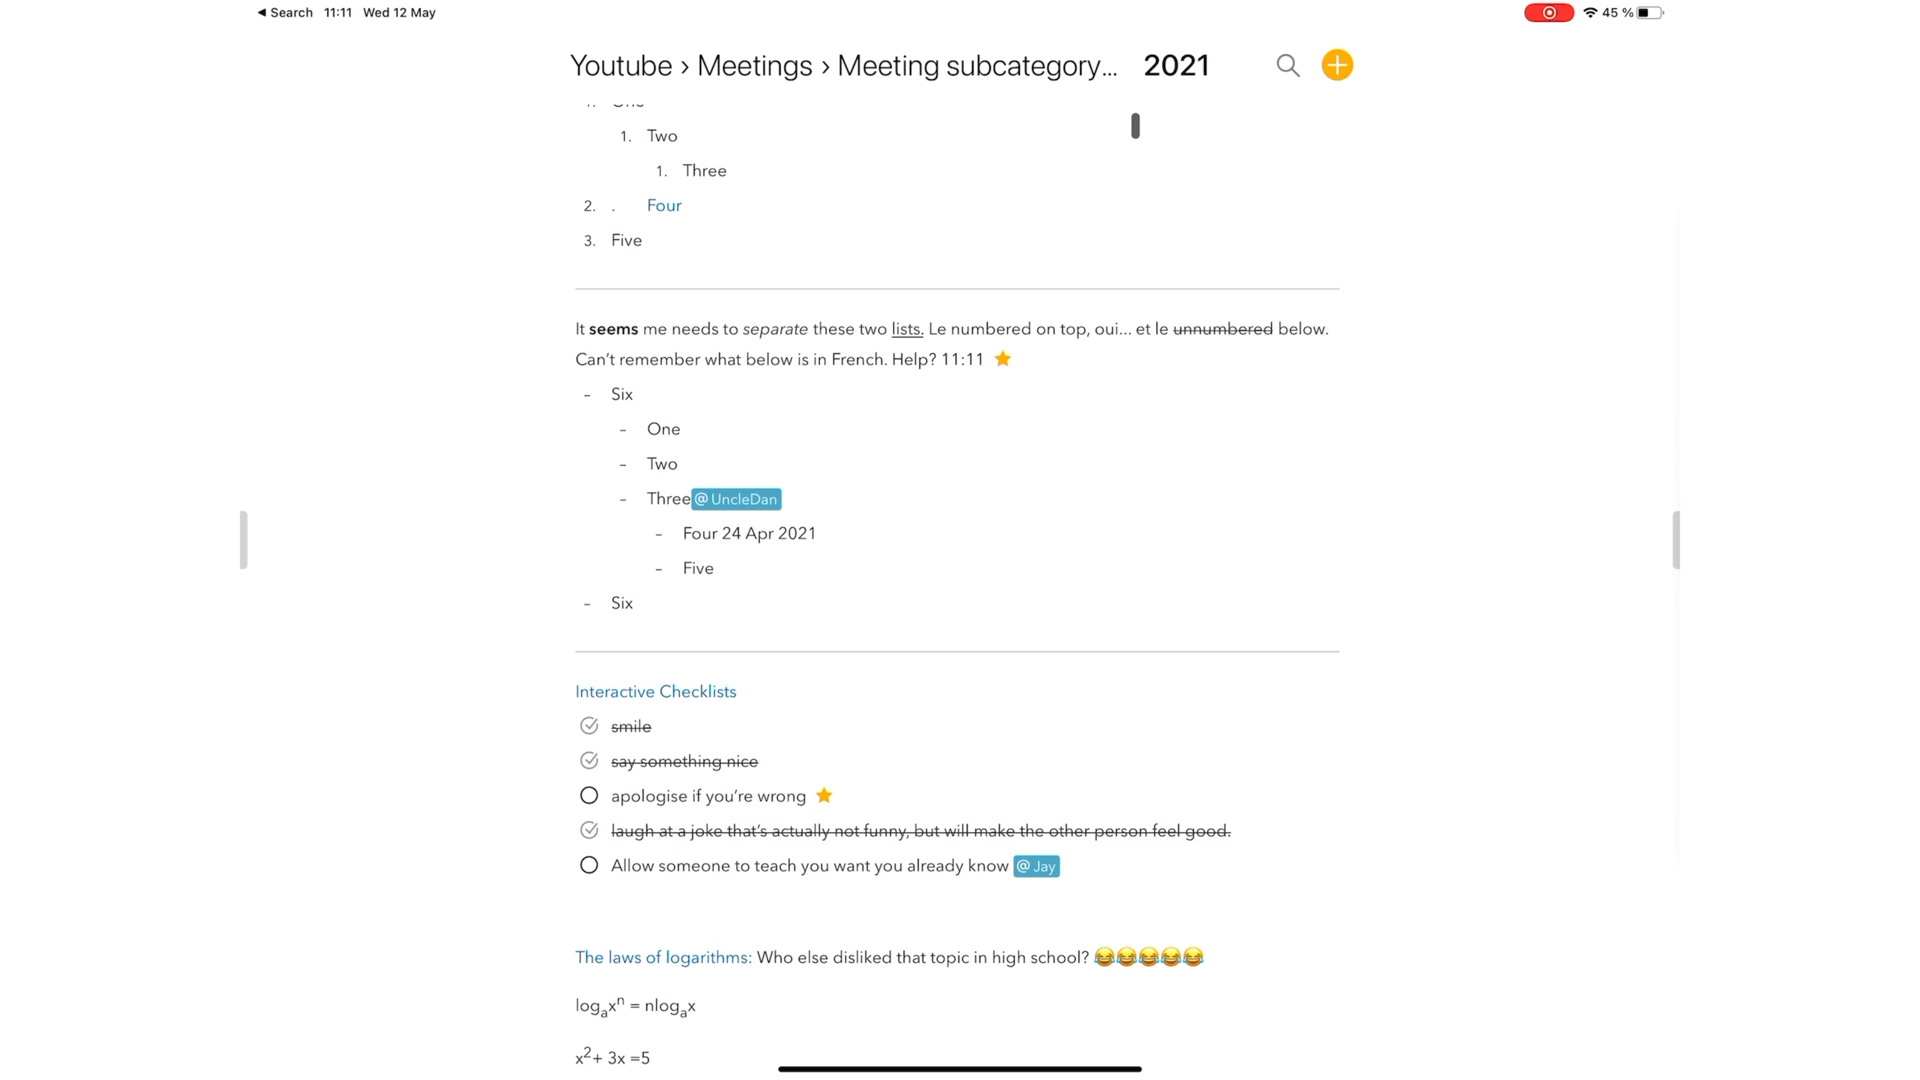 Search 11:11 Wed 12 May 45 %
Youtube › Meetings › Meeting subcategory... 2021
1. Two
1. Three
2. . Four
3. Five
It seems me needs to separate these two lists. Le numbered on top, oui... et le unnumbered below.
Can't remember what below is in French. Help? 11:11
- Six
- One
- Two
- Three @UncleDan
- Four 24 Apr 2021
- Five
- Six
Interactive Checklists
smile
say something nice
apologise if you're wrong
laugh at a joke that's actually not funny, but will make the other person feel good.
Allow someone to teach you want you already know @Jay
The laws of logarithms: Who else disliked that topic in high school? 😂😂😂😂😂
logₐxⁿ = nlogₐx
x²+ 3x =5